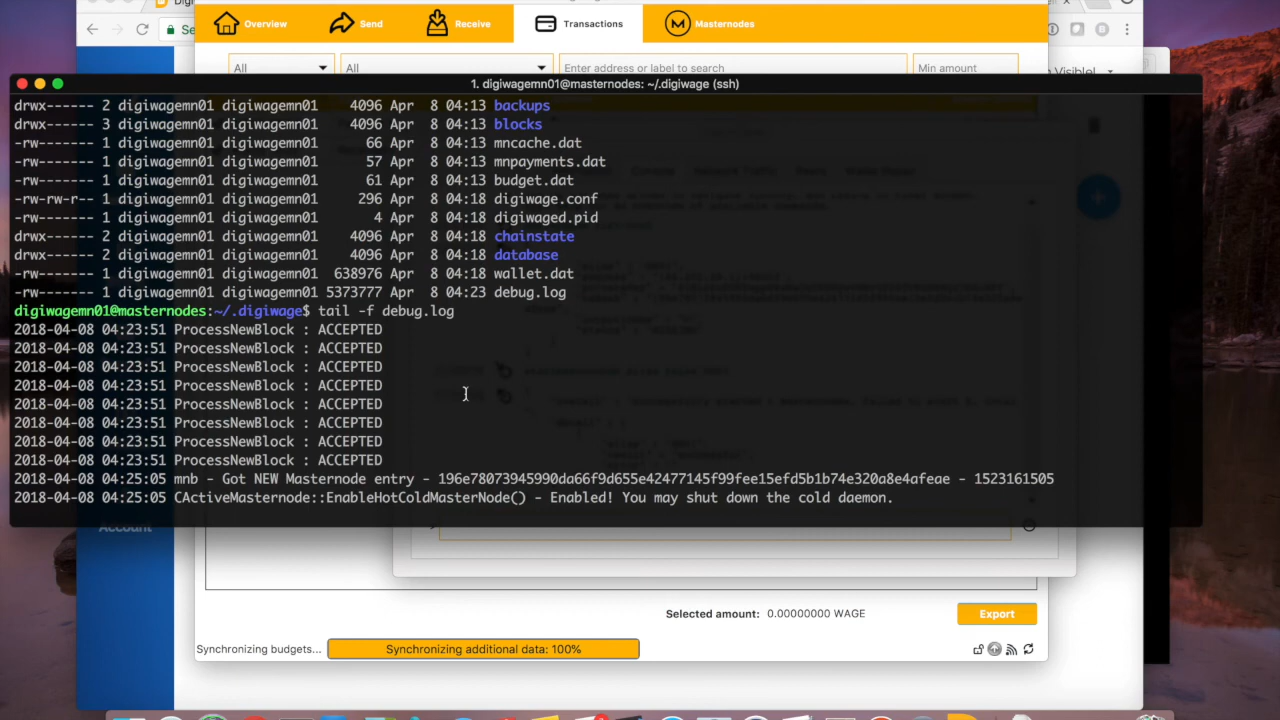 Overview Send Receive Transactions Masternodes
All All Enter address or label to search Min amount
1. digiwagemn01@masternodes: ~/.digiwage (ssh)
drwx------ 2 digiwagemn01 digiwagemn01 4096 Apr 8 04:13 backups
drwx------ 3 digiwagemn01 digiwagemn01 4096 Apr 8 04:13 blocks
-rw------- 1 digiwagemn01 digiwagemn01 66 Apr 8 04:13 mncache.dat
-rw------- 1 digiwagemn01 digiwagemn01 57 Apr 8 04:13 mnpayments.dat
-rw------- 1 digiwagemn01 digiwagemn01 61 Apr 8 04:13 budget.dat
-rw-rw-r-- 1 digiwagemn01 digiwagemn01 296 Apr 8 04:18 digiwage.conf
-rw------- 1 digiwagemn01 digiwagemn01 4 Apr 8 04:18 digiwaged.pid
drwx------ 2 digiwagemn01 digiwagemn01 4096 Apr 8 04:18 chainstate
drwx------ 2 digiwagemn01 digiwagemn01 4096 Apr 8 04:18 database
-rw------- 1 digiwagemn01 digiwagemn01 638976 Apr 8 04:18 wallet.dat
-rw------- 1 digiwagemn01 digiwagemn01 5373777 Apr 8 04:23 debug.log
digiwagemn01@masternodes:~/.digiwage$ tail -f debug.log
2018-04-08 04:23:51 ProcessNewBlock : ACCEPTED
2018-04-08 04:23:51 ProcessNewBlock : ACCEPTED
2018-04-08 04:23:51 ProcessNewBlock : ACCEPTED
2018-04-08 04:23:51 ProcessNewBlock : ACCEPTED
2018-04-08 04:23:51 ProcessNewBlock : ACCEPTED
2018-04-08 04:23:51 ProcessNewBlock : ACCEPTED
2018-04-08 04:23:51 ProcessNewBlock : ACCEPTED
2018-04-08 04:23:51 ProcessNewBlock : ACCEPTED
2018-04-08 04:25:05 mnb - Got NEW Masternode entry - 196e78073945990da66f9d655e42477145f99fee15efd5b1b74e320a8e4afeae - 1523161505
2018-04-08 04:25:05 CActiveMasternode::EnableHotColdMasterNode() - Enabled! You may shut down the cold daemon.
Account
Selected amount: 0.00000000 WAGE Export
Synchronizing budgets... Synchronizing additional data: 100%